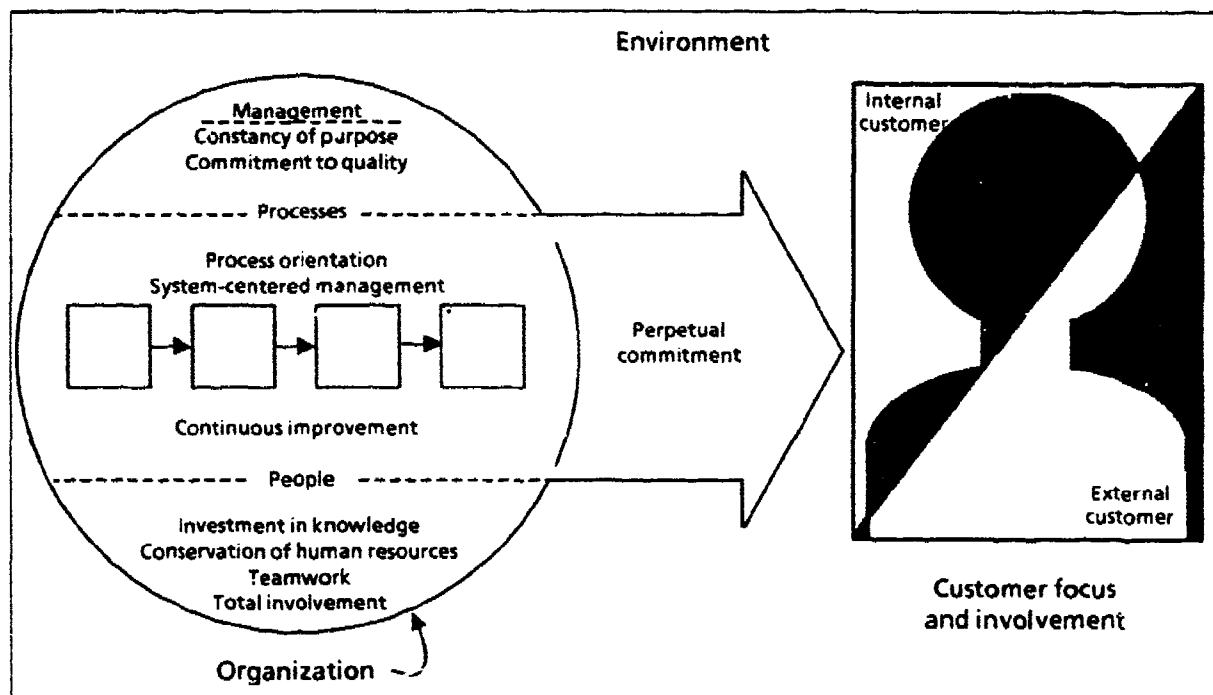 Environment
Management
Constancy of purpose
Commitment to quality
Processes
Process orientation
System-centered management
Continuous improvement
People
Investment in knowledge
Conservation of human resources
Teamwork
Total involvement
Organization
Perpetual
commitment
Internal
customer
External
customer
Customer focus
and involvement